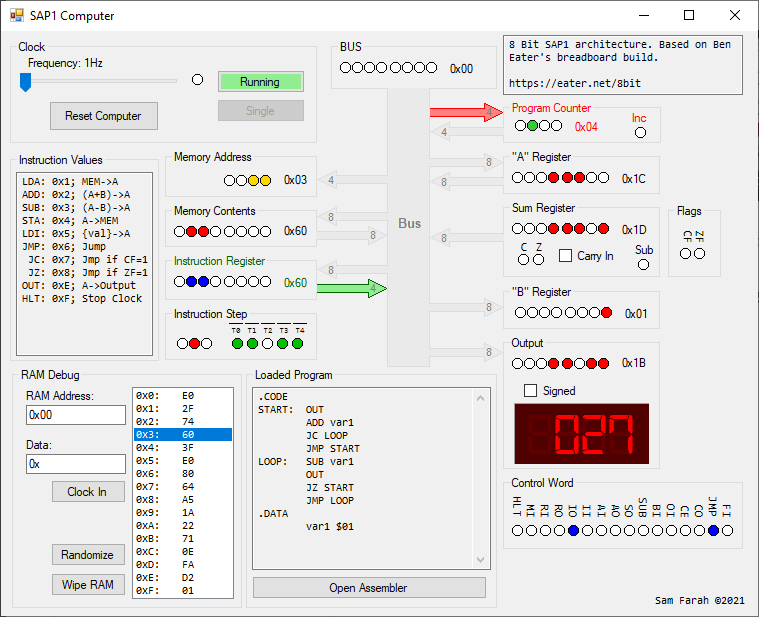 SAP1 Computer
Clock
Frequency: 1Hz
Running
Reset Computer
Single
BUS
0x00
8 Bit SAP1 architecture. Based on Ben
Eater's breadboard build.
https://eater.net/8bit
Instruction Values
LDA: 0x1; MEM->A
ADD: 0x2; (A+B)->A
SUB: 0x3; (A-B)->A
STA: 0x4; A->MEM
LDI: 0x5; {val}->A
JMP: 0x6; Jump
JC: 0x7; Jmp if CF=1
JZ: 0x8; Jmp if ZF=1
OUT: 0xE; A->Output
HLT: 0xF; Stop Clock
Memory Address
0x03
4
Memory Contents
0x60
8
8
Instruction Register
0x60
8
4
Instruction Step
T0 T1 T2 T3 T4
Bus
4
4
Program Counter
0x04
Inc
8
8
"A" Register
0x1C
8
Sum Register
0x1D
C Z
Carry In
Sub
Flags
CF ZF
8
"B" Register
0x01
8
Output
0x1B
Signed
027
Control Word
HLT MI RI RO IO II AI AO SO SUB BI OI CE CO JMP FI
RAM Debug
RAM Address:
0x00
Data:
0x
Clock In
Randomize
Wipe RAM
0x0: E0
0x1: 2F
0x2: 74
0x3: 60
0x4: 3F
0x5: E0
0x6: 80
0x7: 64
0x8: A5
0x9: 1A
0xA: 22
0xB: 71
0xC: 0E
0xD: FA
0xE: D2
0xF: 01
Loaded Program
.CODE
START: OUT
ADD var1
JC LOOP
JMP START
LOOP: SUB var1
OUT
JZ START
JMP LOOP
.DATA
var1 $01
Open Assembler
Sam Farah ©2021